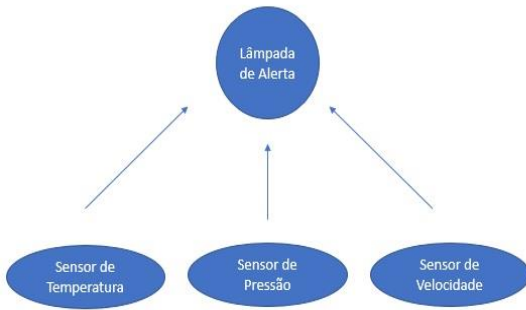 Lâmpada
de Alerta
Sensor de
Temperatura
Sensor de
Pressão
Sensor de
Velocidade